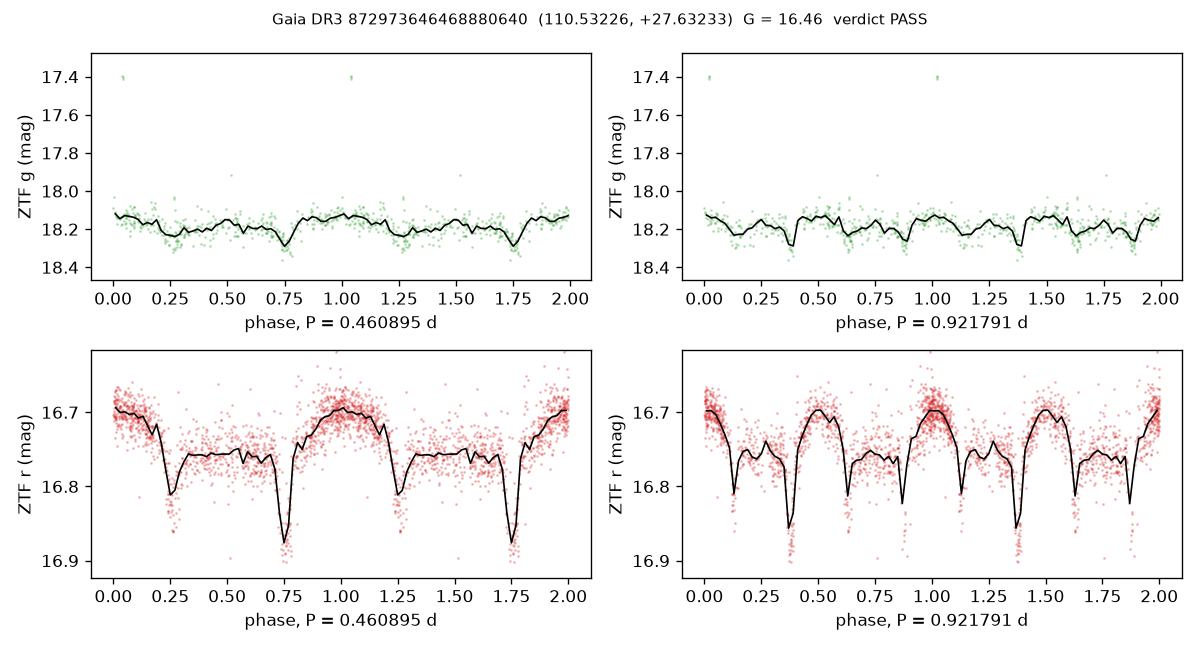 Gaia DR3 872973646468880640 (110.53226, +27.63233) G = 16.46 verdict PASS
ZTF g (mag)
17.4
17.6
17.8
18.0
18.2
18.4
0.00 0.25 0.50 0.75 1.00 1.25 1.50 1.75 2.00
phase, P = 0.460895 d
ZTF g (mag)
17.4
17.6
17.8
18.0
18.2
18.4
0.00 0.25 0.50 0.75 1.00 1.25 1.50 1.75 2.00
phase, P = 0.921791 d
ZTF r (mag)
16.7
16.8
16.9
0.00 0.25 0.50 0.75 1.00 1.25 1.50 1.75 2.00
phase, P = 0.460895 d
ZTF r (mag)
16.7
16.8
16.9
0.00 0.25 0.50 0.75 1.00 1.25 1.50 1.75 2.00
phase, P = 0.921791 d